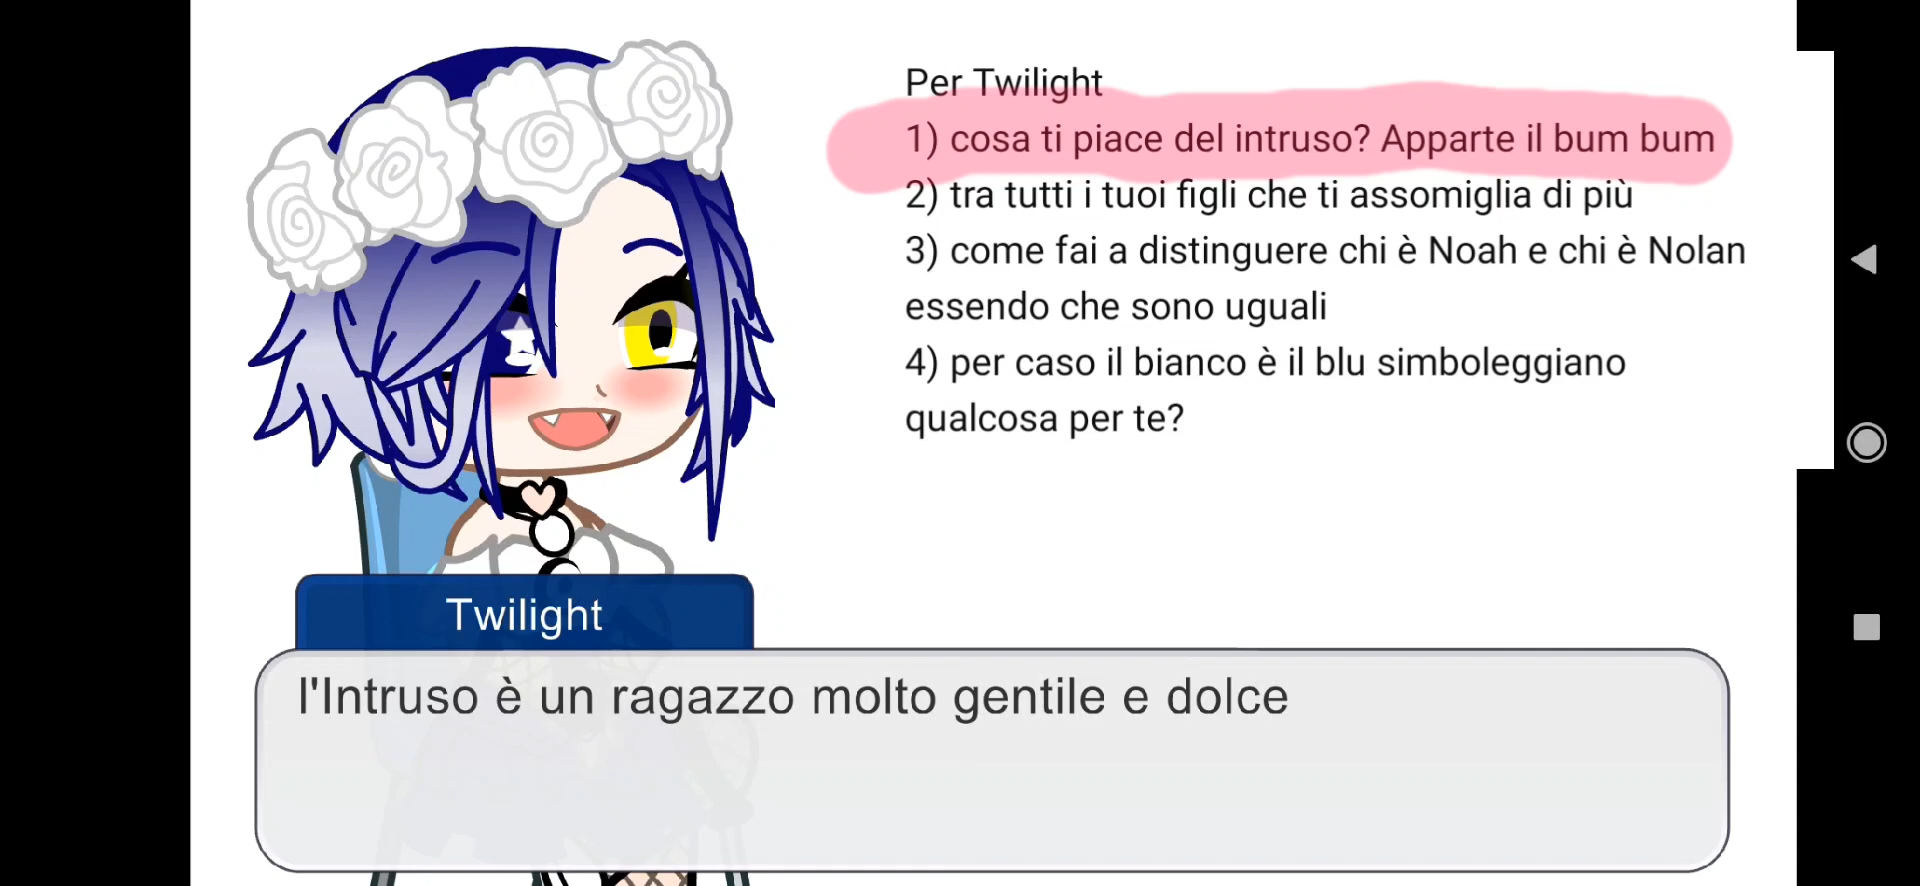 Per Twilight
1) cosa ti piace del intruso? Apparte il bum bum
2) tra tutti i tuoi figli che ti assomiglia di più
3) come fai a distinguere chi è Noah e chi è Nolan
essendo che sono uguali
4) per caso il bianco è il blu simboleggiano
qualcosa per te?
Twilight
l'Intruso è un ragazzo molto gentile e dolce